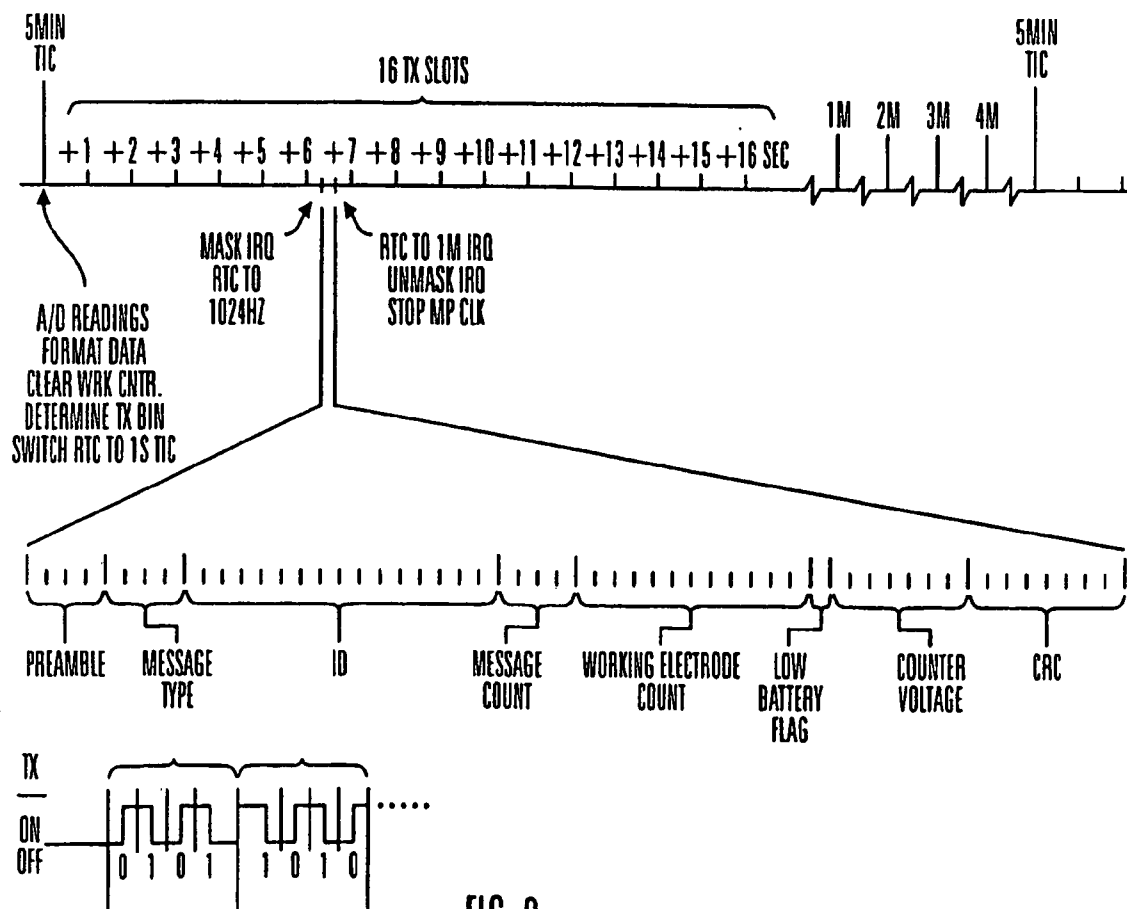 5MIN
TIC
16 TX SLOTS
5MIN
TIC
1M 2M 3M 4M
+1 +2 +3 +4 +5 +6 +7 +8 +9 +10 +11 +12 +13 +14 +15 +16 SEC
MASK IRQ
RTC TO
1024HZ
RTC TO 1M IRQ
UNMASK IRQ
STOP MP CLK
A/D READINGS
FORMAT DATA
CLEAR WRK CNTR.
DETERMINE TX BIN
SWITCH RTC TO 1S TIC
PREAMBLE
MESSAGE
TYPE
ID
MESSAGE
COUNT
WORKING ELECTRODE
COUNT
LOW
BATTERY
FLAG
COUNTER
VOLTAGE
CRC
TX
ON
OFF
0 1 0 1 1 0 1 0